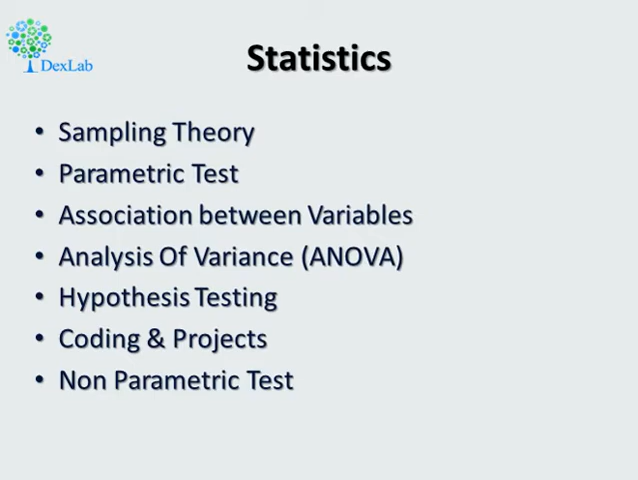 DexLab
Statistics
• Sampling Theory
• Parametric Test
• Association between Variables
• Analysis Of Variance (ANOVA)
• Hypothesis Testing
• Coding & Projects
• Non Parametric Test